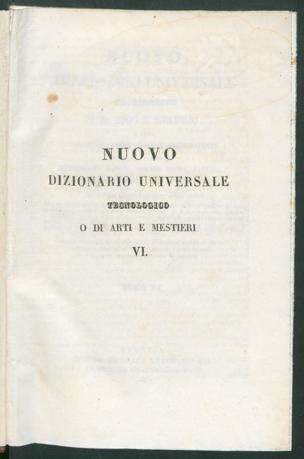 NUOVO
DIZIONARIO UNIVERSALE
TECNOLOGICO
O DI ARTI E MESTIERI
VI.